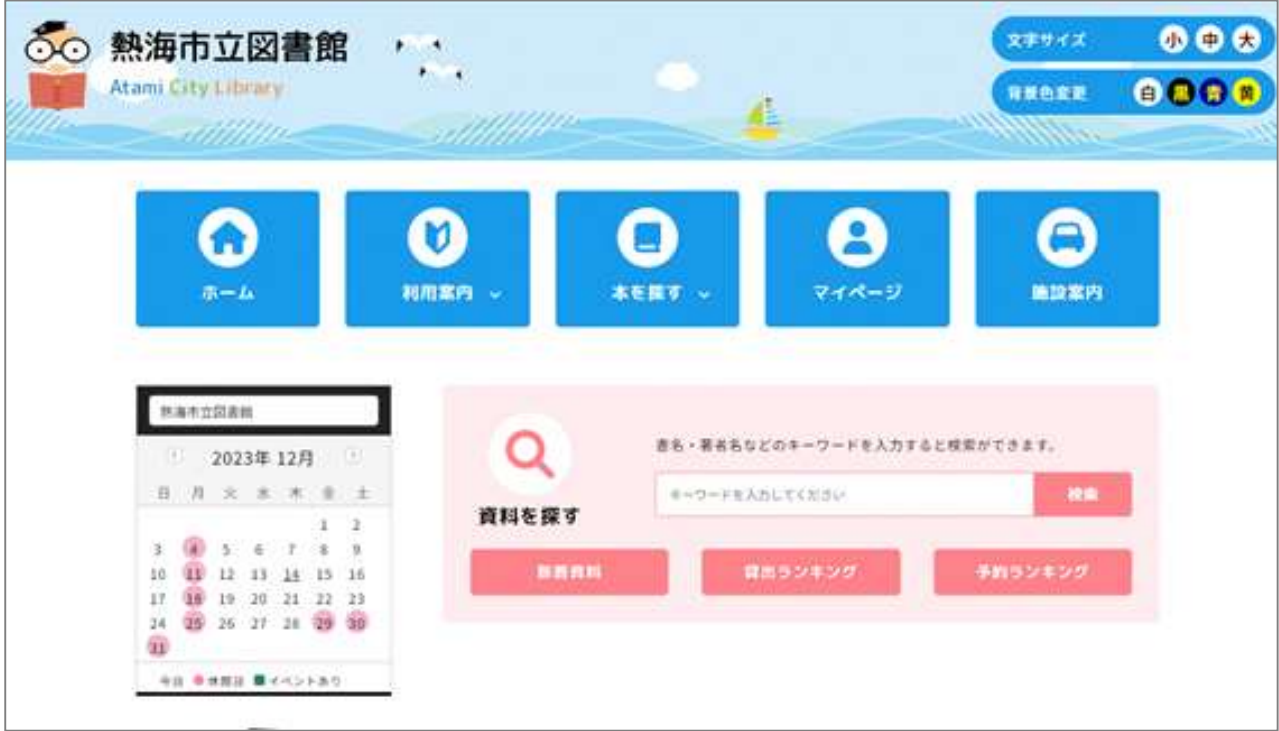 熱海市立図書館
Atami City Library
文字サイズ 小 中 大
背景色変更 白 黒 青 黄
ホーム
利用案内
本を探す
マイページ
施設案内
熱海市立図書館
2023年 12月
日 月 火 水 木 金 土
1 2
3 4 5 6 7 8 9
10 11 12 13 14 15 16
17 18 19 20 21 22 23
24 25 26 27 28 29 30
31
今日 休館日 イベントあり
資料を探す
書名・著者名などのキーワードを入力すると検索ができます。
キーワードを入力してください
検索
新着資料
貸出ランキング
予約ランキング